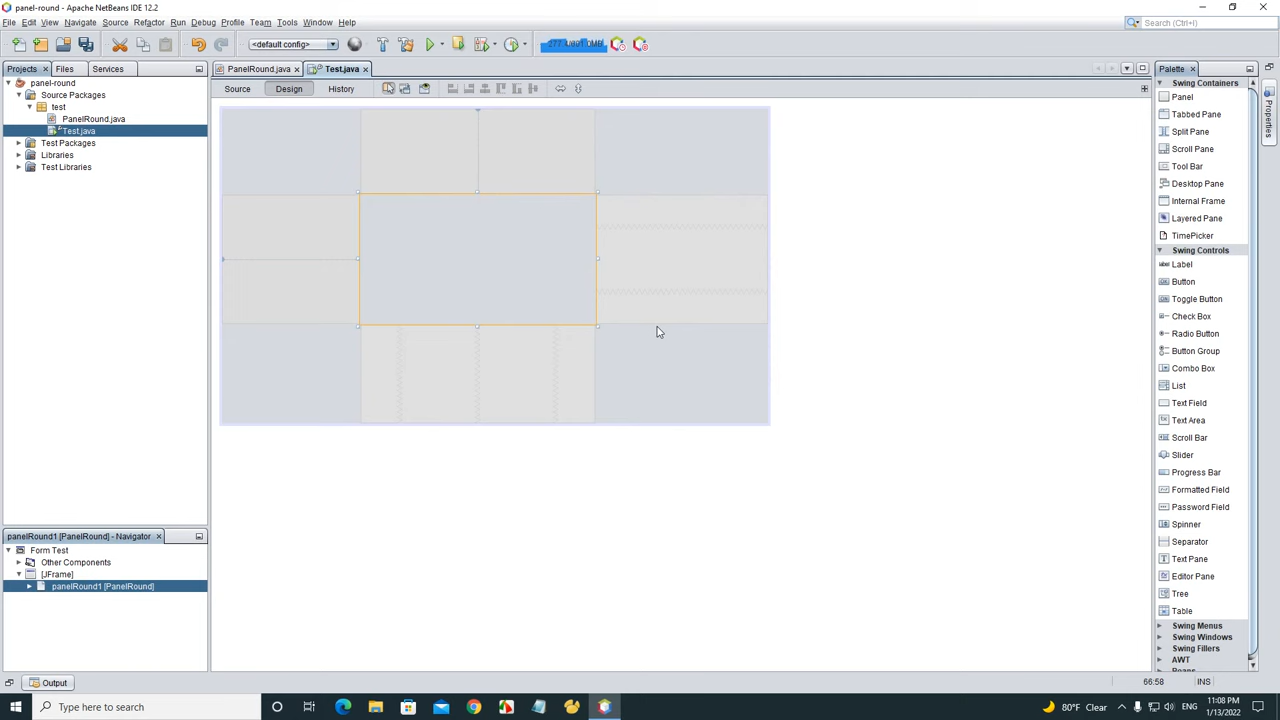 panel-round - Apache NetBeans IDE 12.2
File Edit View Navigate Source Refactor Run Debug Profile Team Tools Window Help
Search (Ctrl+I)
<default config>
Projects
Files
Services
PanelRound.java
Test.java
Palette
Source
Design
History
panel-round
Source Packages
test
PanelRound.java
Test.java
Test Packages
Libraries
Test Libraries
Properties
Swing Containers
Panel
Tabbed Pane
Split Pane
Scroll Pane
Tool Bar
Desktop Pane
Internal Frame
Layered Pane
TimePicker
Swing Controls
Label
Button
Toggle Button
Check Box
Radio Button
Button Group
Combo Box
List
Text Field
Text Area
Scroll Bar
Slider
Progress Bar
Formatted Field
Password Field
Spinner
Separator
Text Pane
Editor Pane
Tree
Table
Swing Menus
Swing Windows
Swing Fillers
AWT
panelRound1 [PanelRound] - Navigator
Form Test
Other Components
[JFrame]
panelRound1 [PanelRound]
Output
66:58
INS
Type here to search
80°F Clear
11:08 PM
1/13/2022